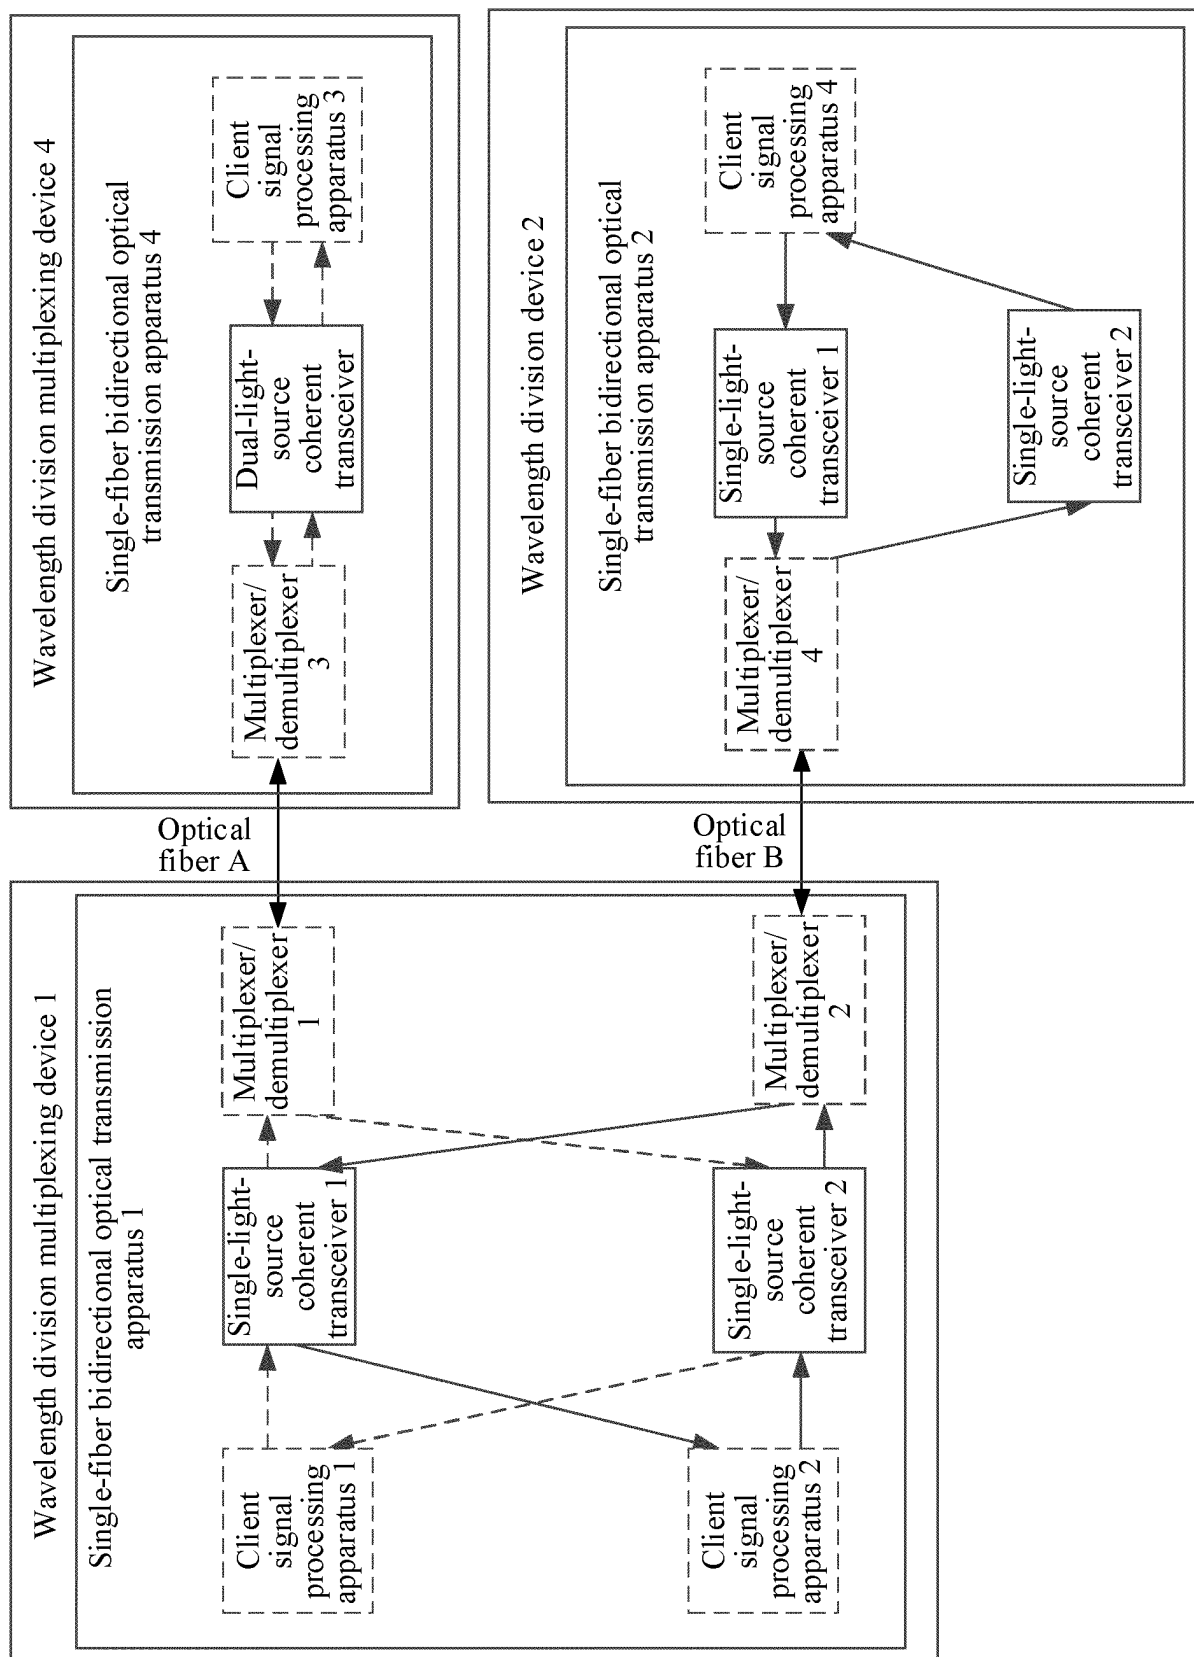 Wavelength division multiplexing device 1
Single-fiber bidirectional optical transmission
apparatus 1
Client
signal
processing
apparatus 1
Single-light-
source
coherent
transceiver 1
Multiplexer/
demultiplexer
1
Client
signal
processing
apparatus 2
Single-light-
source
coherent
transceiver 2
Multiplexer/
demultiplexer
2
Optical
fiber A
Optical
fiber B
Wavelength division multiplexing device 4
Single-fiber bidirectional optical
transmission apparatus 4
Multiplexer/
demultiplexer
3
Dual-light-
source
coherent
transceiver
Client
signal
processing
apparatus 3
Wavelength division device 2
Single-fiber bidirectional optical
transmission apparatus 2
Multiplexer/
demultiplexer
4
Single-light-
source
coherent
transceiver 1
Client
signal
processing
apparatus 4
Single-light-
source
coherent
transceiver 2